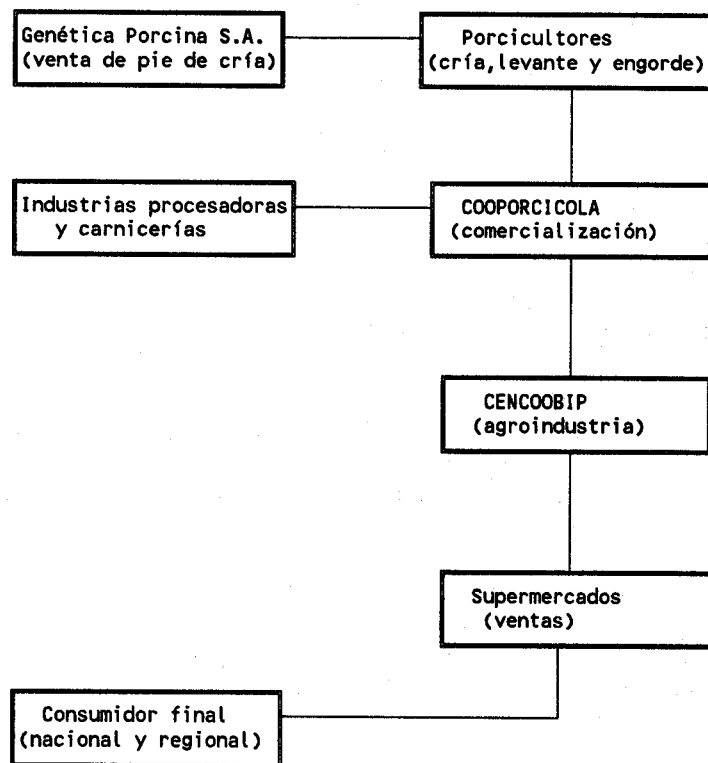 Genética Porcina S.A.
(venta de pie de cría)
Porcicultores
(cría,levante y engorde)
Industrias procesadoras
y carnicerías
COOPORCICOLA
(comercialización)
CENCOOBIP
(agroindustria)
Supermercados
(ventas)
Consumidor final
(nacional y regional)